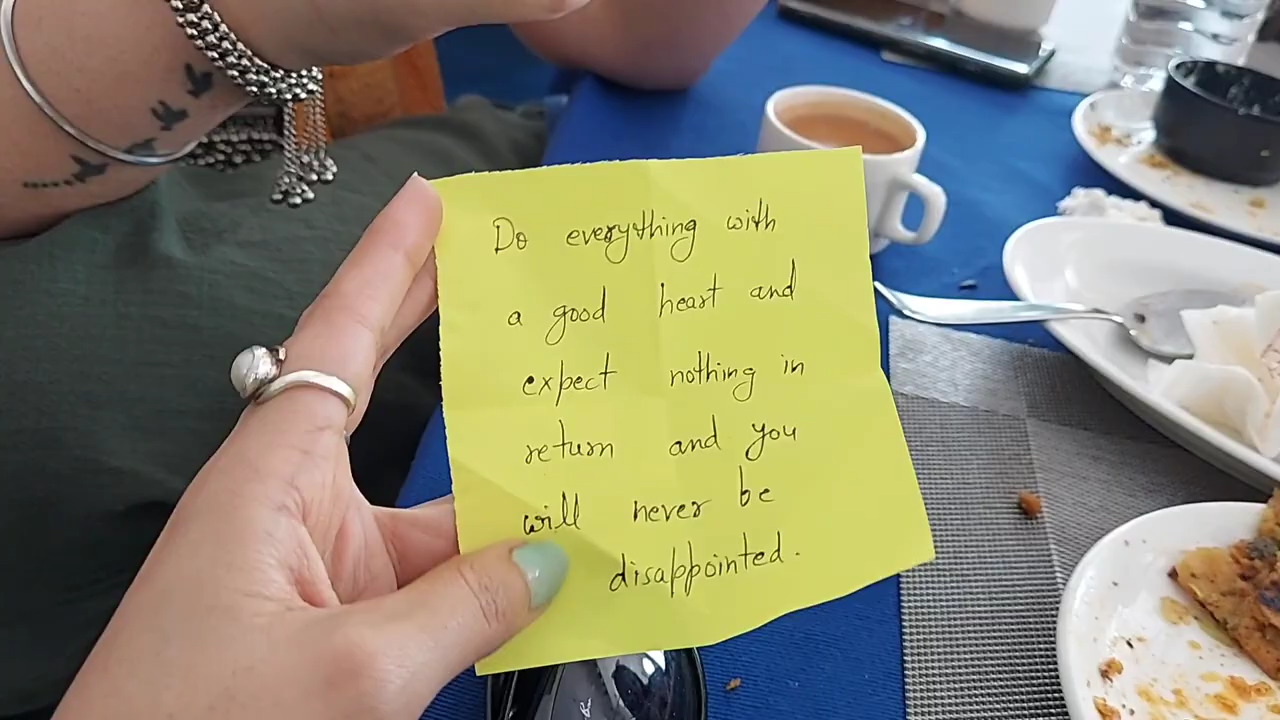 Do everything with
a good heart and
expect nothing in
return and you
will never be
disappointed.